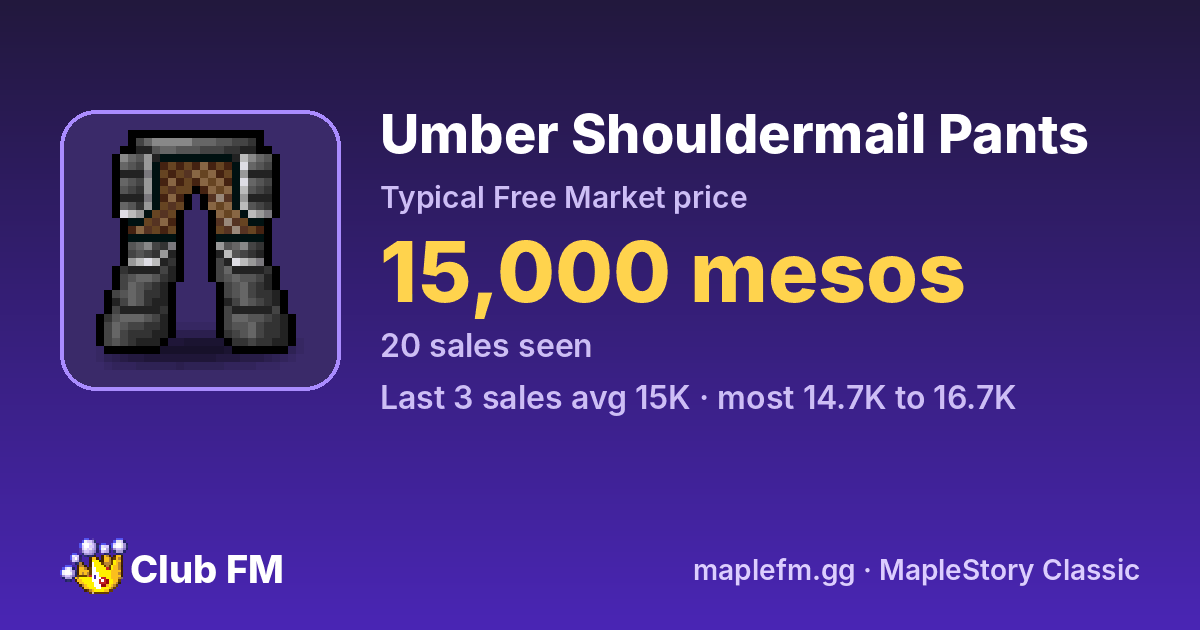 Umber Shouldermail Pants
Typical Free Market price
15,000 mesos
20 sales seen
Last 3 sales avg 15K · most 14.7K to 16.7K
Club FM
maplefm.gg · MapleStory Classic